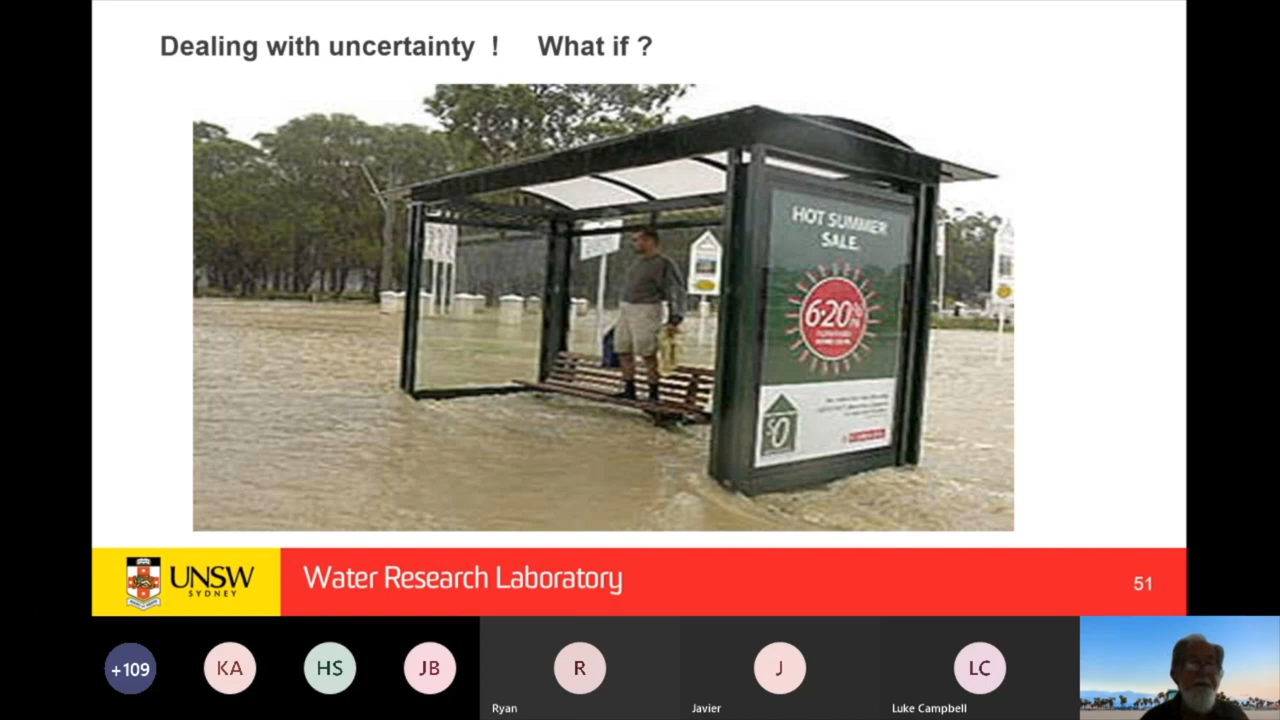 Dealing with uncertainty ! What if ?
HOT SUMMER
SALE.
6·20%
$0
UNSW
SYDNEY
Water Research Laboratory
51
+109
KA
HS
JB
R
J
LC
Ryan
Javier
Luke Campbell